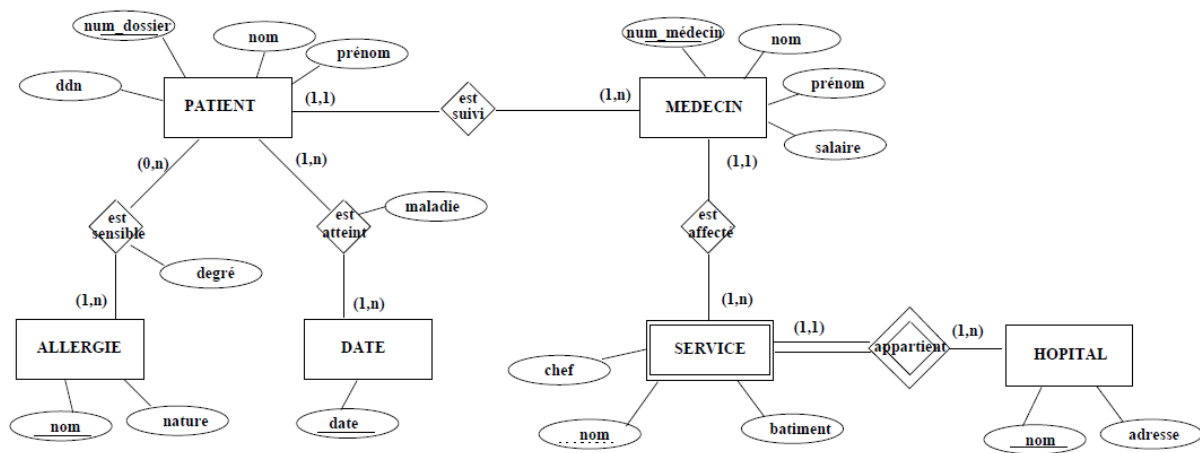 num_dossier
nom
prénom
ddn
PATIENT
(1,1)
est
suivi
(1,n)
num_médecin
nom
MEDECIN
prénom
salaire
(0,n)
(1,n)
(1,1)
est
sensible
degré
est
atteint
maladie
est
affecté
(1,n)
(1,n)
(1,n)
ALLERGIE
DATE
nom
nature
date
SERVICE
(1,1)
appartient
(1,n)
HOPITAL
chef
nom
batiment
nom
adresse